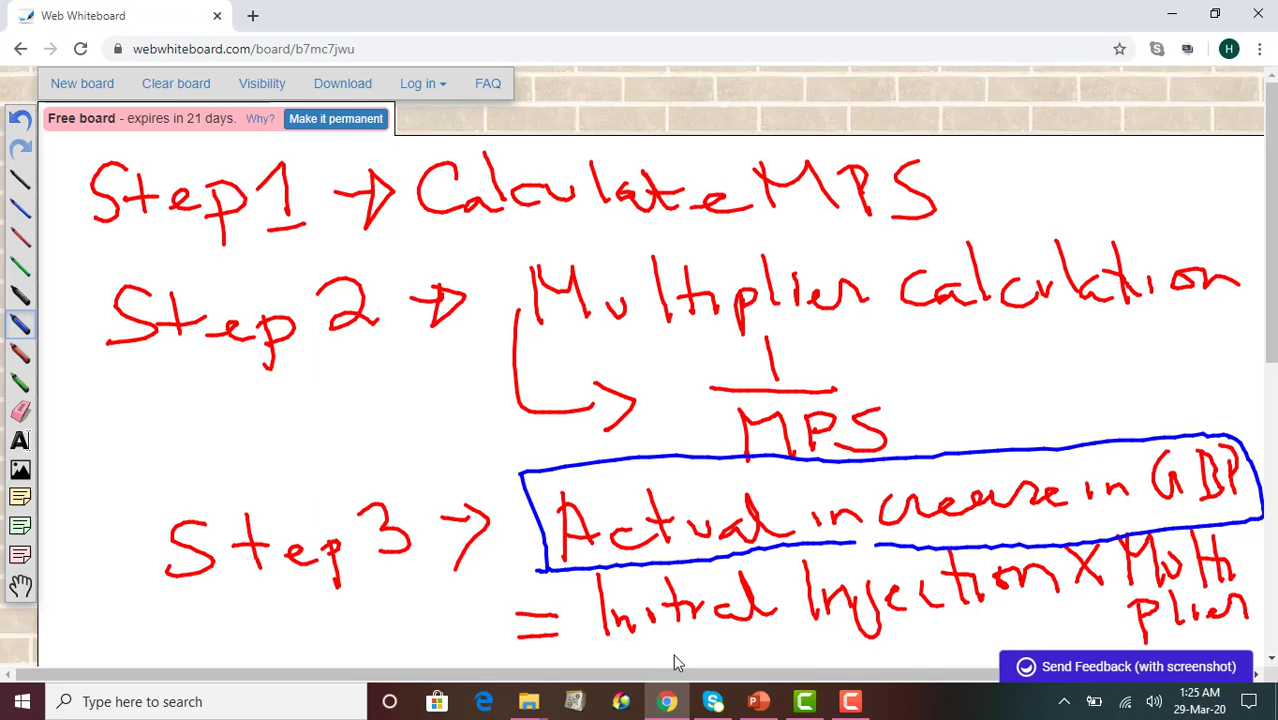 Web Whiteboard
webwhiteboard.com/board/b7mc7jwu
H
New board Clear board Visibility Download Log in FAQ
Free board - expires in 21 days. Why? Make it permanent
Step 1 → Calculate MPS
Step 2 → Multiplier calculation
1
MPS
A
Step 3 → Actual increase in GDP
= Initial Injection X Multi
plier
Send Feedback (with screenshot)
Type here to search
1:25 AM
29-Mar-20